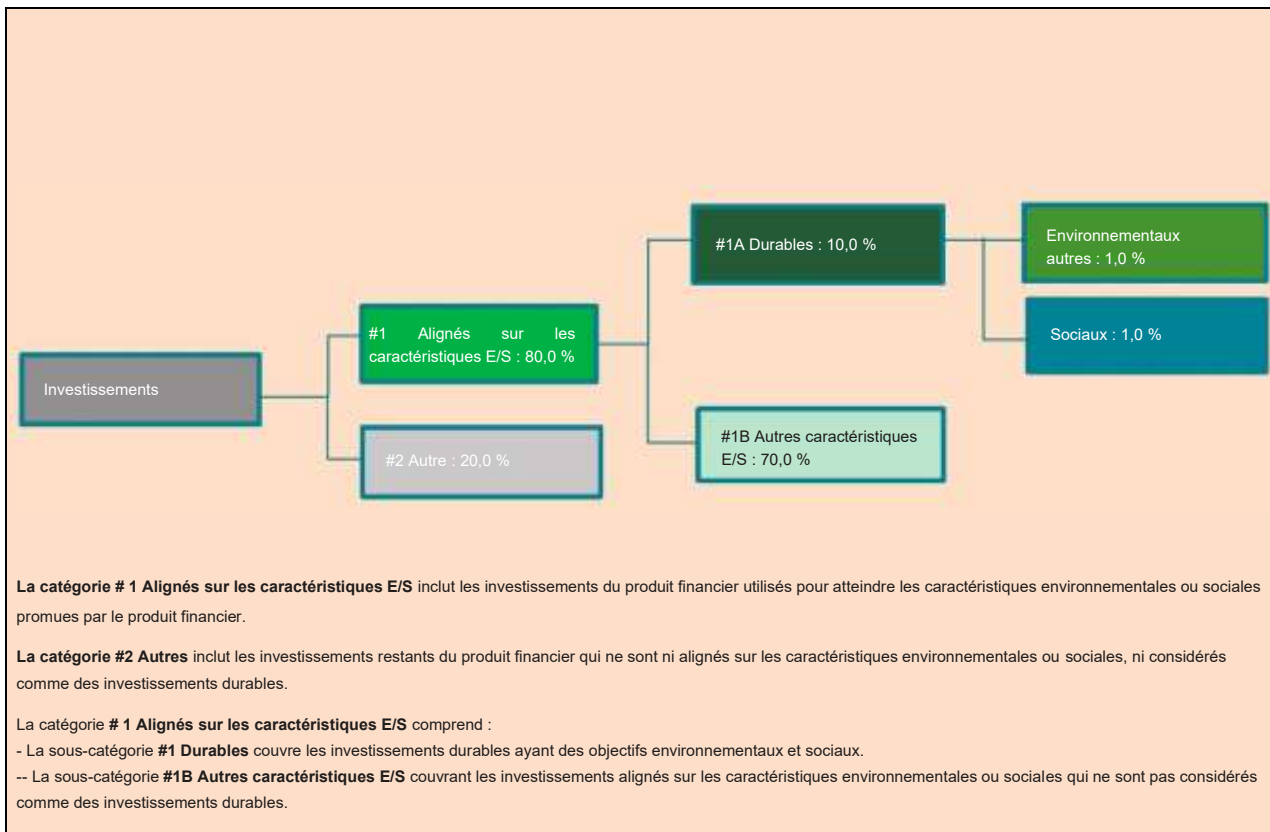 #1A Durables : 10,0 %
Environnementaux
autres : 1,0 %
#1 Alignés sur les
caractéristiques E/S : 80,0 %
Sociaux : 1,0 %
Investissements
#2 Autre : 20,0 %
#1B Autres caractéristiques
E/S : 70,0 %
La catégorie # 1 Alignés sur les caractéristiques E/S inclut les investissements du produit financier utilisés pour atteindre les caractéristiques environnementales ou sociales
promues par le produit financier.
La catégorie #2 Autres inclut les investissements restants du produit financier qui ne sont ni alignés sur les caractéristiques environnementales ou sociales, ni considérés
comme des investissements durables.
La catégorie # 1 Alignés sur les caractéristiques E/S comprend :
- La sous-catégorie #1 Durables couvre les investissements durables ayant des objectifs environnementaux et sociaux.
-- La sous-catégorie #1B Autres caractéristiques E/S couvrant les investissements alignés sur les caractéristiques environnementales ou sociales qui ne sont pas considérés
comme des investissements durables.